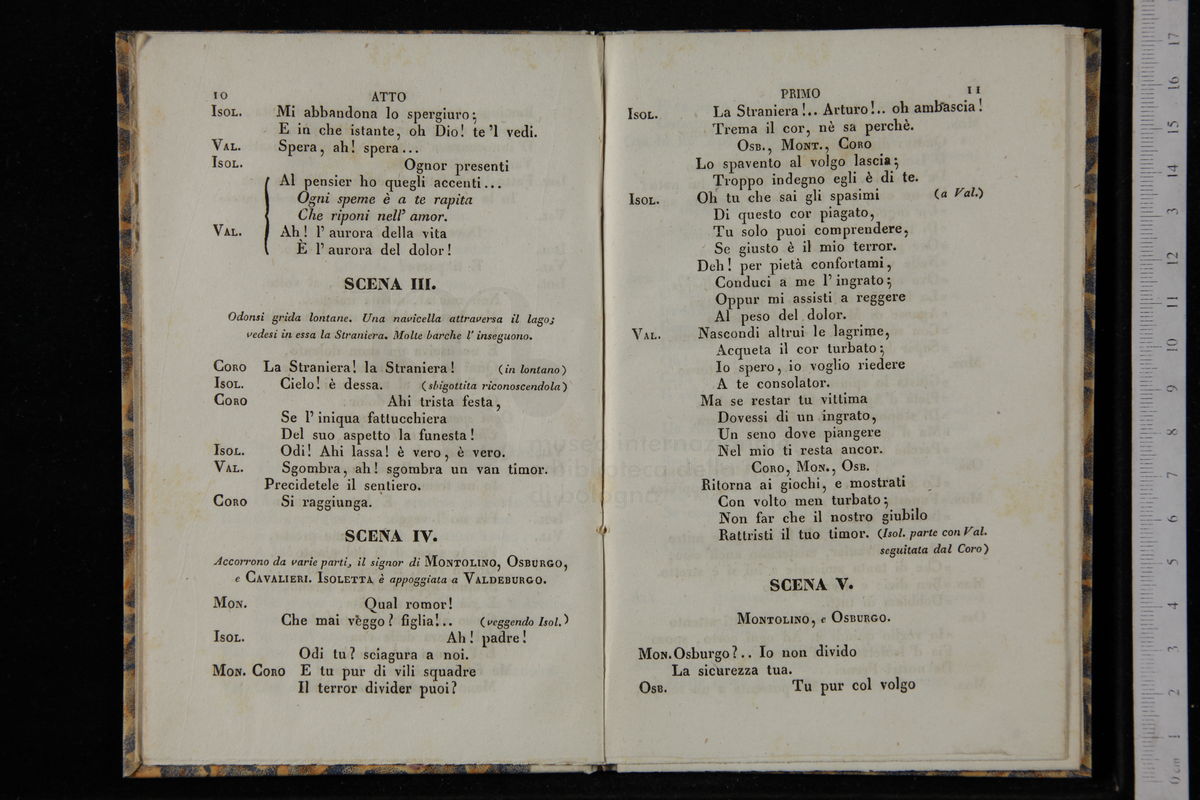 10 ATTO
ISOL. Mi abbandona lo spergiuro;
E in che istante, oh Dio! te 'l vedi.
VAL. Spera, ah! spera...
ISOL. Ognor presenti
Al pensier ho quegli accenti...
Ogni speme è a te rapita
Che riponi nell' amor.
VAL. Ah! l' aurora della vita
È l' aurora del dolor!
SCENA III.
Odonsi grida lontane. Una navicella attraversa il lago;
vedesi in essa la Straniera. Molte barche l' inseguono.
CORO La Straniera! la Straniera! (in lontano)
ISOL. Cielo! è dessa. (sbigottita riconoscendola)
CORO Ahi trista festa,
Se l' iniqua fattucchiera
Del suo aspetto la funesta!
ISOL. Odi! Ahi lassa! è vero, è vero.
VAL. Sgombra, ah! sgombra un van timor.
Precidetele il sentiero.
CORO Si raggiunga.
SCENA IV.
Accorrono da varie parti, il signor di MONTOLINO, OSBURGO,
e CAVALIERI. ISOLETTA è appoggiata a VALDEBURGO.
MON. Qual romor!
Che mai veggo? figlia!.. (veggendo Isol.)
ISOL. Ah! padre!
Odi tu? sciagura a noi.
MON. CORO E tu pur di vili squadre
Il terror divider puoi?
PRIMO 11
ISOL. La Straniera!.. Arturo!.. oh ambascia!
Trema il cor, nè sa perchè.
OSB., MONT., CORO
Lo spavento al volgo lascia;
Troppo indegno egli è di te.
ISOL. Oh tu che sai gli spasimi (a Val.)
Di questo cor piagato,
Tu solo puoi comprendere,
Se giusto è il mio terror.
Deh! per pietà confortami,
Conduci a me l' ingrato;
Oppur mi assisti a reggere
Al peso del dolor.
VAL. Nascondi altrui le lagrime,
Acqueta il cor turbato;
Io spero, io voglio riedere
A te consolator.
Ma se restar tu vittima
Dovessi di un ingrato,
Un seno dove piangere
Nel mio ti resta ancor.
CORO, MON., OSB.
Ritorna ai giochi, e mostrati
Con volto men turbato;
Non far che il nostro giubilo
Rattristi il tuo timor. (Isol. parte con Val.
seguitata dal Coro)
SCENA V.
MONTOLINO, e OSBURGO.
MON. Osburgo?.. Io non divido
La sicurezza tua.
OSB. Tu pur col volgo